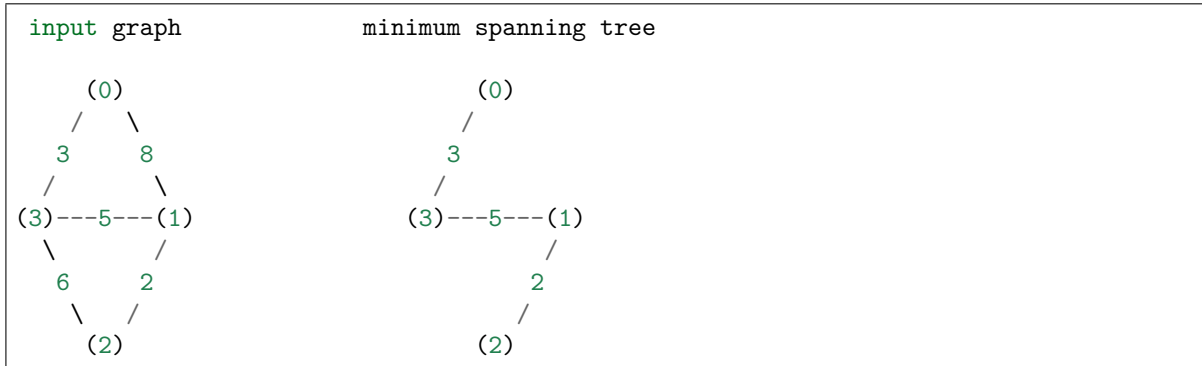 input graph             minimum spanning tree
     (0)                         (0)
    /   \                       /
   3     8                     3
  /       \                   /
(3)---5---(1)               (3)---5---(1)
  \       /                           /
   6     2                           2
    \   /                           /
     (2)                         (2)